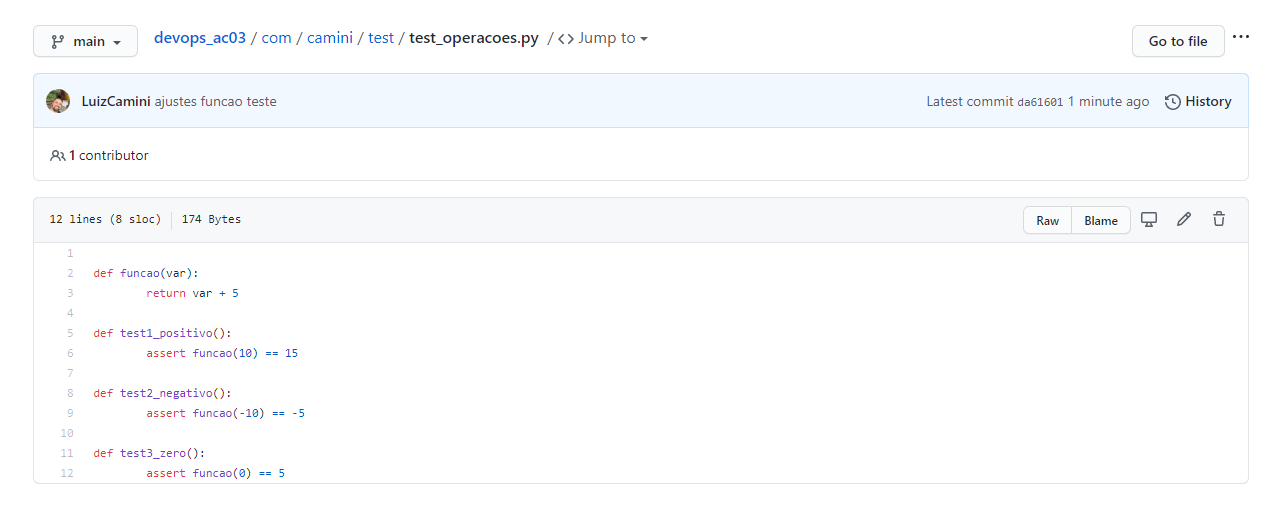 main
devops_ac03 / com / camini / test / test_operacoes.py / <> Jump to
Go to file
LuizCamini ajustes funcao teste
Latest commit da61601 1 minute ago
History
1 contributor
12 lines (8 sloc)
174 Bytes
Raw
Blame
1
2 def funcao(var):
3 return var + 5
4
5 def test1_positivo():
6 assert funcao(10) == 15
7
8 def test2_negativo():
9 assert funcao(-10) == -5
10
11 def test3_zero():
12 assert funcao(0) == 5